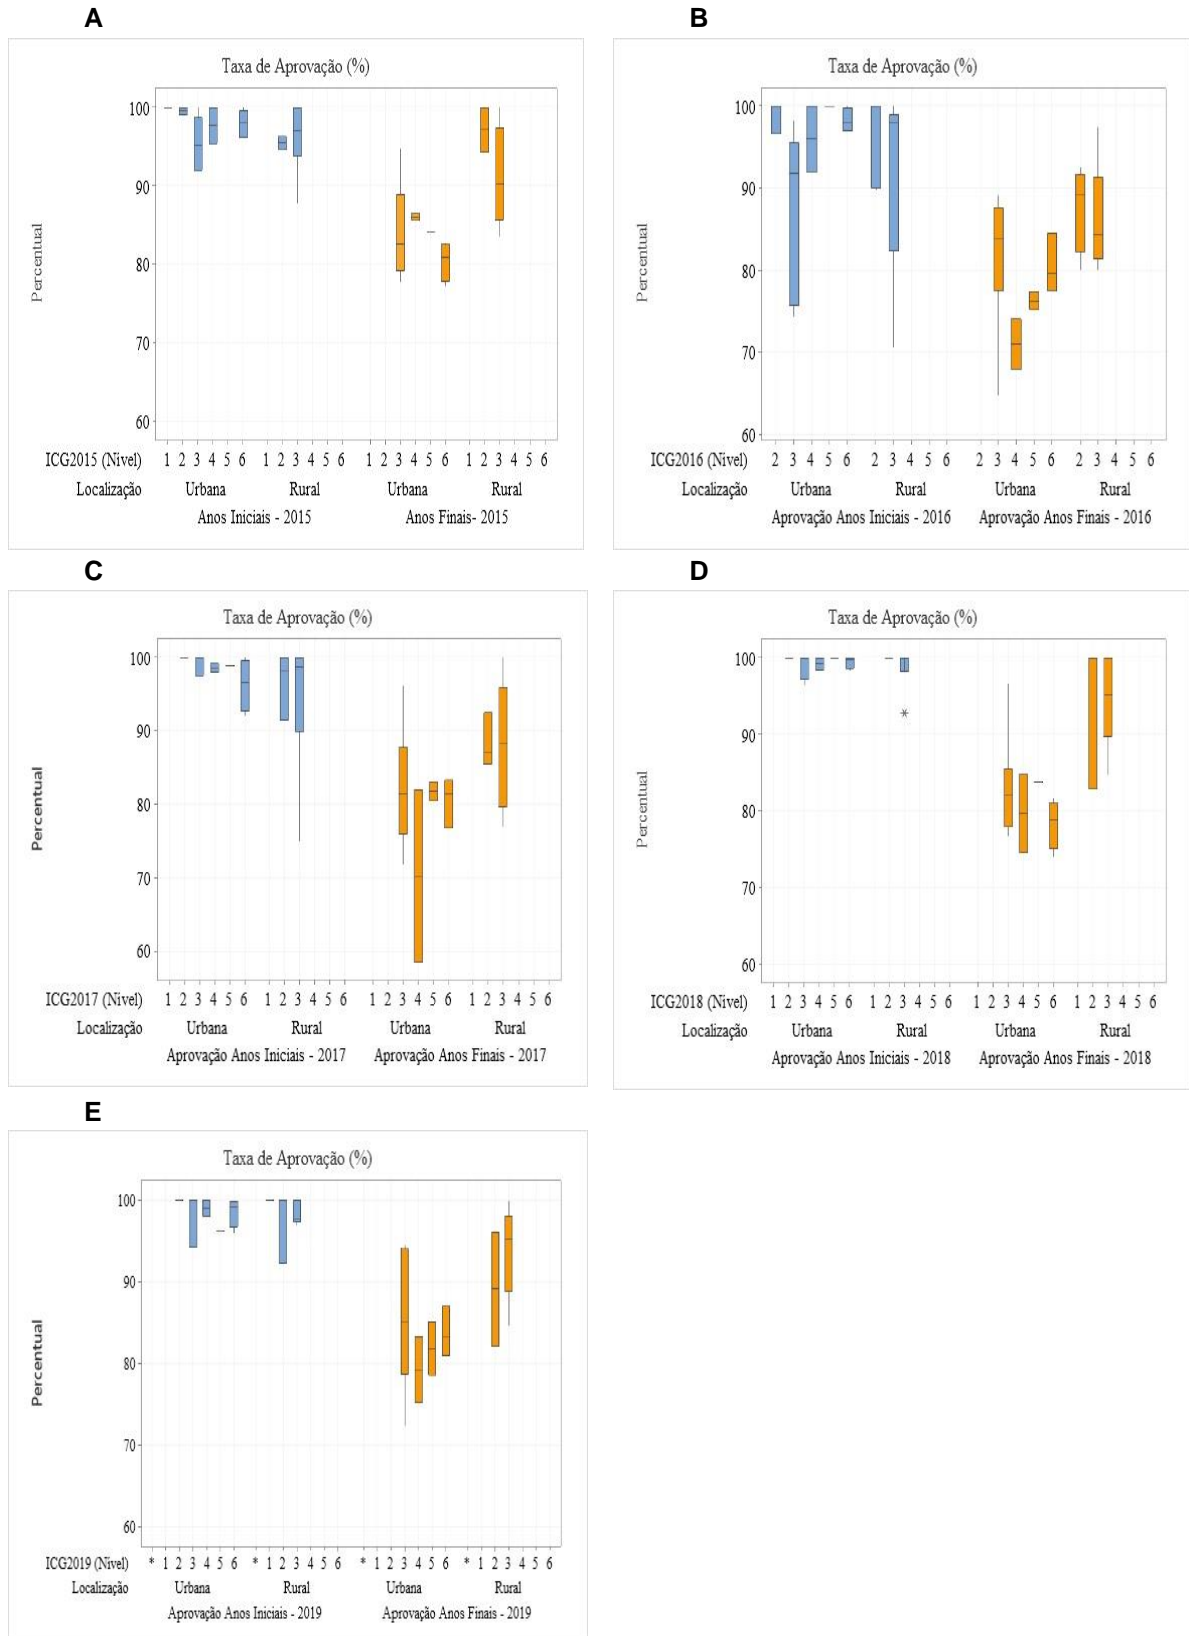 A
Taxa de Aprovação (%)
Percentual
100
90
80
70
60
ICG2015 (Nivel) 1 2 3 4 5 6 1 2 3 4 5 6 1 2 3 4 5 6 1 2 3 4 5 6
Localização Urbana Rural Urbana Rural
Anos Iniciais - 2015 Anos Finais- 2015
B
Taxa de Aprovação (%)
Percentual
100
90
80
70
60
ICG2016 (Nivel) 2 3 4 5 6 2 3 4 5 6 2 3 4 5 6 2 3 4 5 6
Localização Urbana Rural Urbana Rural
Aprovação Anos Iniciais - 2016 Aprovação Anos Finais - 2016
C
Taxa de Aprovação (%)
Percentual
100
90
80
70
60
ICG2017 (Nivel) 1 2 3 4 5 6 1 2 3 4 5 6 1 2 3 4 5 6 1 2 3 4 5 6
Localização Urbana Rural Urbana Rural
Aprovação Anos Iniciais - 2017 Aprovação Anos Finais - 2017
D
Taxa de Aprovação (%)
Percentual
100
90
80
70
60
*
ICG2018 (Nivel) 1 2 3 4 5 6 1 2 3 4 5 6 1 2 3 4 5 6 1 2 3 4 5 6
Localização Urbana Rural Urbana Rural
Aprovação Anos Iniciais - 2018 Aprovação Anos Finais - 2018
E
Taxa de Aprovação (%)
Percentual
100
90
80
70
60
ICG2019 (Nivel) * 1 2 3 4 5 6 * 1 2 3 4 5 6 * 1 2 3 4 5 6 * 1 2 3 4 5 6
Localização Urbana Rural Urbana Rural
Aprovação Anos Iniciais - 2019 Aprovação Anos Finais - 2019